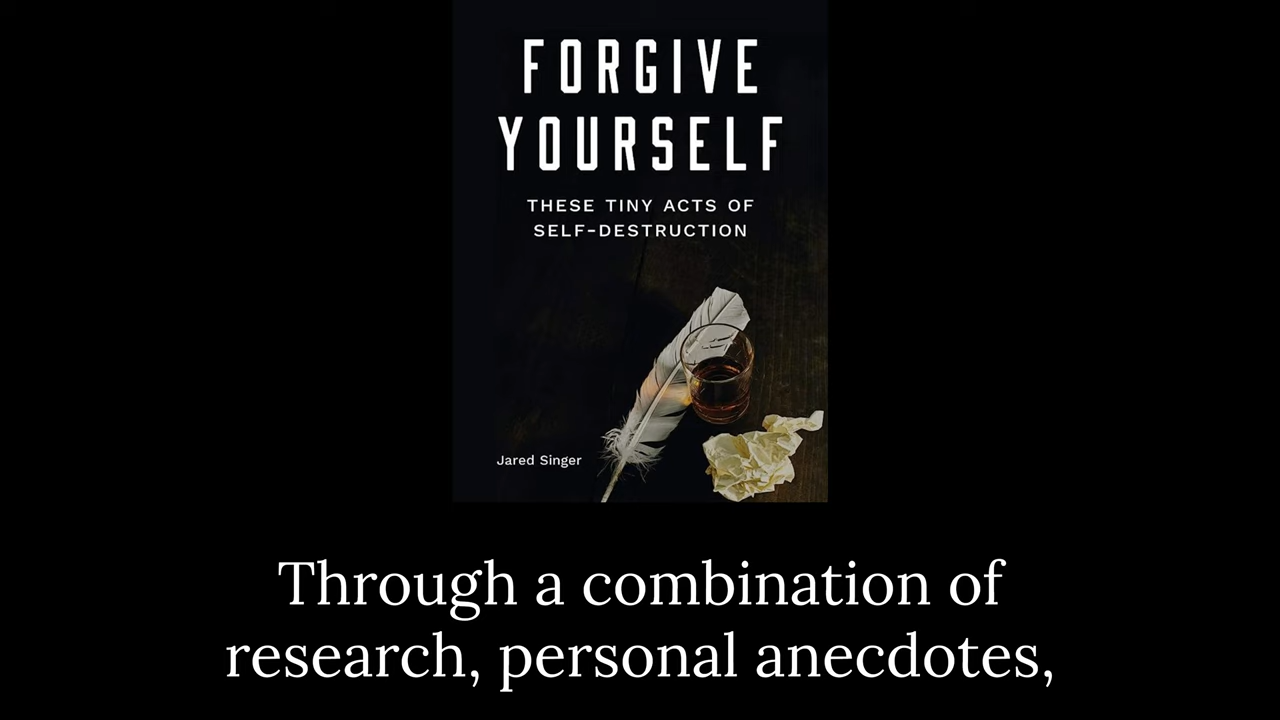 FORGIVE
YOURSELF
THESE TINY ACTS OF
SELF-DESTRUCTION
Jared Singer
Through a combination of
research, personal anecdotes,